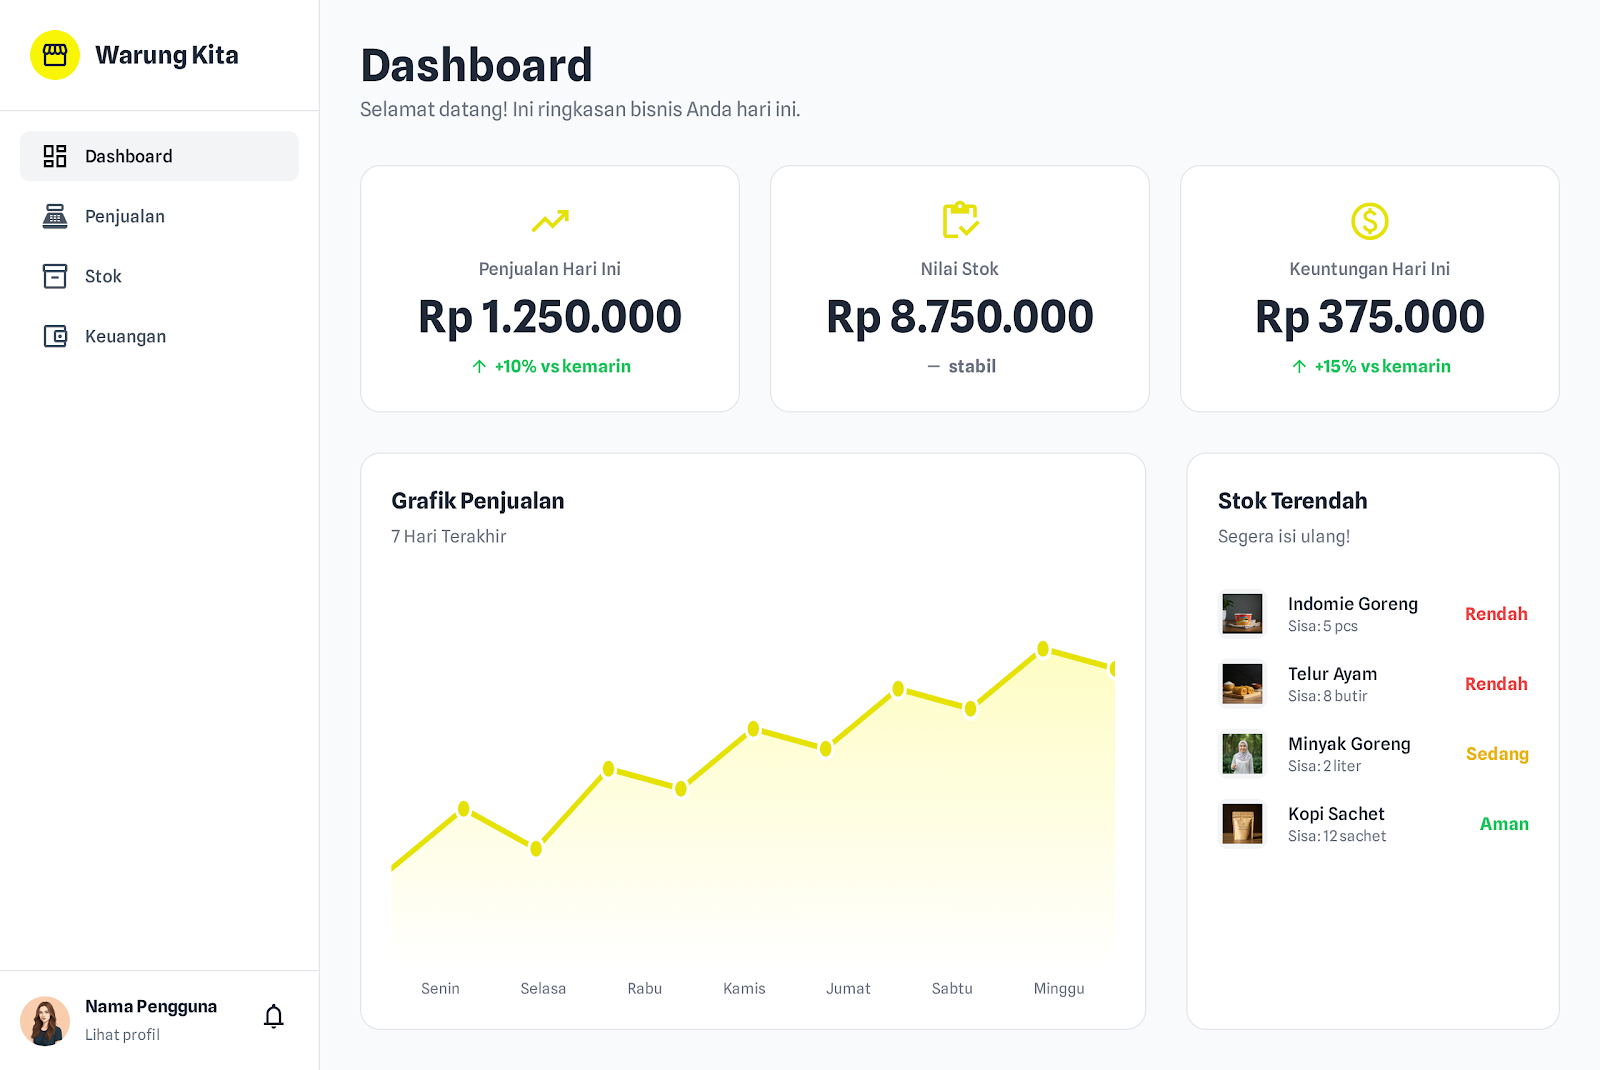 Warung Kita
Dashboard
Penjualan
Stok
Keuangan
Nama Pengguna
Lihat profil
Dashboard
Selamat datang! Ini ringkasan bisnis Anda hari ini.
Penjualan Hari Ini
Rp 1.250.000
↑ +10% vs kemarin
Nilai Stok
Rp 8.750.000
— stabil
Keuntungan Hari Ini
Rp 375.000
↑ +15% vs kemarin
Grafik Penjualan
7 Hari Terakhir
Senin Selasa Rabu Kamis Jumat Sabtu Minggu
Stok Terendah
Segera isi ulang!
Indomie Goreng
Sisa: 5 pcs
Rendah
Telur Ayam
Sisa: 8 butir
Rendah
Minyak Goreng
Sisa: 2 liter
Sedang
Kopi Sachet
Sisa: 12 sachet
Aman